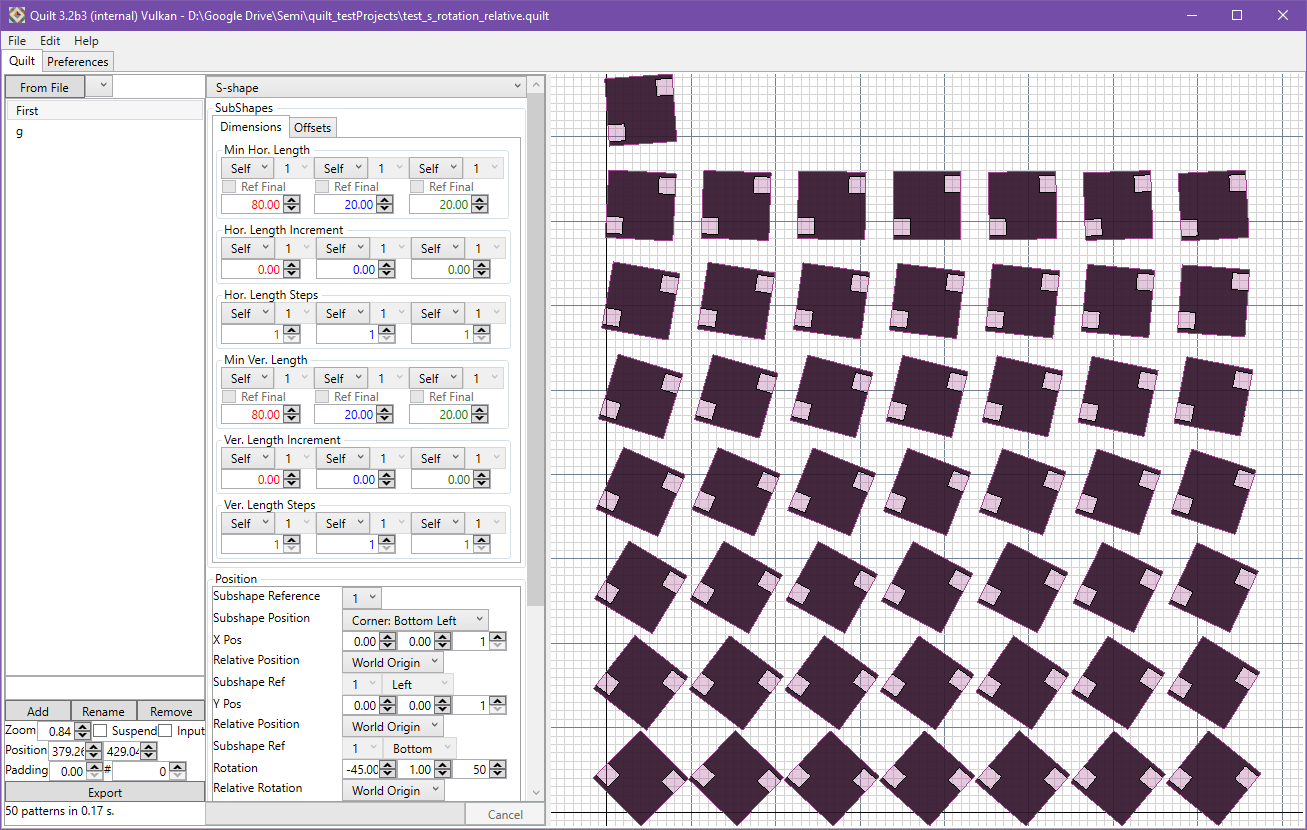 Quilt 3.2b3 (internal) Vulkan - D:\Google Drive\Semi\quilt_testProjects\test_s_rotation_relative.quilt
File Edit Help
Quilt Preferences
From File
First
g
S-shape
SubShapes
Dimensions Offsets
Min Hor. Length
Self 1 Self 1 Self 1
Ref Final Ref Final Ref Final
80.00 20.00 20.00
Hor. Length Increment
Self 1 Self 1 Self 1
0.00 0.00 0.00
Hor. Length Steps
Self 1 Self 1 Self 1
1 1 1
Min Ver. Length
Self 1 Self 1 Self 1
Ref Final Ref Final Ref Final
80.00 20.00 20.00
Ver. Length Increment
Self 1 Self 1 Self 1
0.00 0.00 0.00
Ver. Length Steps
Self 1 Self 1 Self 1
1 1 1
Position
Subshape Reference 1
Subshape Position Corner: Bottom Left
X Pos 0.00 0.00 1
Relative Position World Origin
Subshape Ref 1 Left
Y Pos 0.00 0.00 1
Relative Position World Origin
Subshape Ref 1 Bottom
Rotation -45.00 1.00 50
Relative Rotation World Origin
Cancel
Add Rename Remove
Zoom 0.84 Suspend Input
Position 379.26 429.04
Padding 0.00 # 0
Export
50 patterns in 0.17 s.